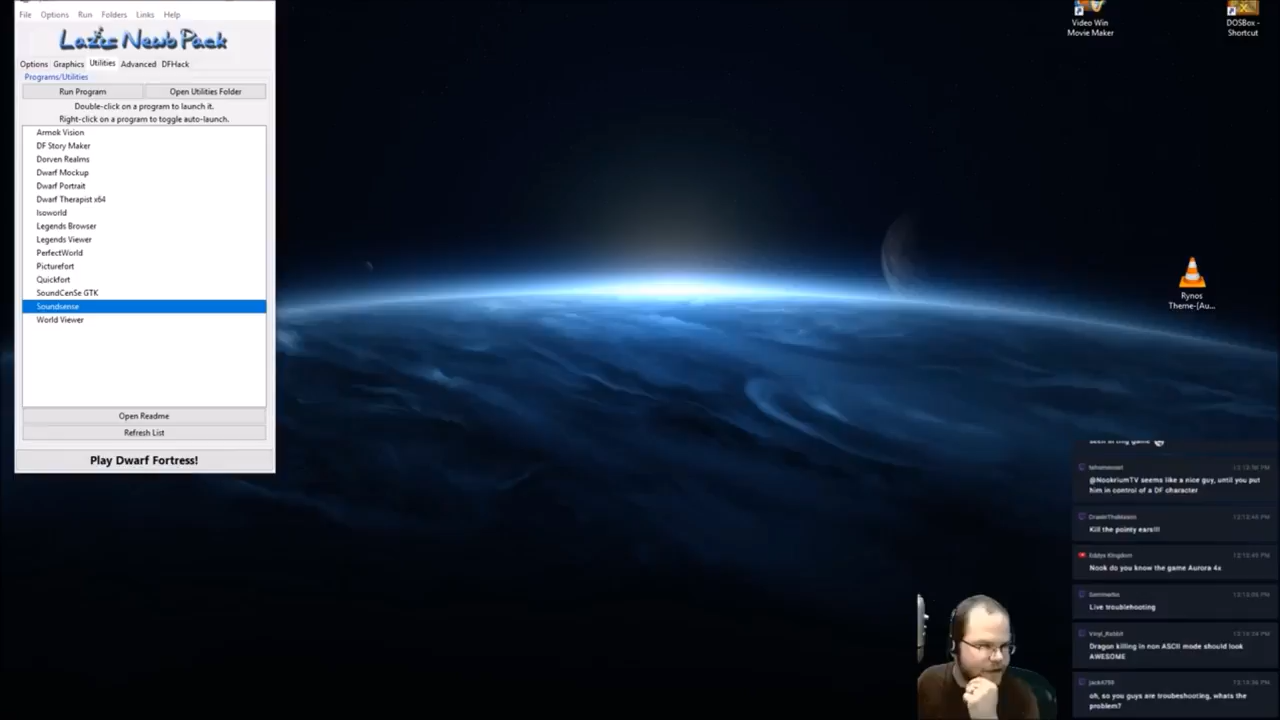 File Options Run Folders Links Help
Lazy Newb Pack
Options Graphics Utilities Advanced DFHack
Programs/Utilities
Run Program Open Utilities Folder
Double-click on a program to launch it.
Right-click on a program to toggle auto-launch.
Armok Vision
DF Story Maker
Dorven Realms
Dwarf Mockup
Dwarf Portrait
Dwarf Therapist x64
Isoworld
Legends Browser
Legends Viewer
PerfectWorld
Picturefort
Quickfort
SoundCenSe GTK
Soundsense
World Viewer
Open Readme
Refresh List
Play Dwarf Fortress!
Video Win
Movie Maker
DOSBox -
Shortcut
Rynos
Theme-[Au...
@NookriumTV seems like a nice guy, until you put
him in control of a DF character
Kill the pointy ears!!!
Eddys Kingdom
Nook do you know the game Aurora 4x
Live troublehooting
Vinyl_Rabbit
Dragon killing in non ASCII mode should look
AWESOME
oh, so you guys are troubeshooting, whats the
problem?